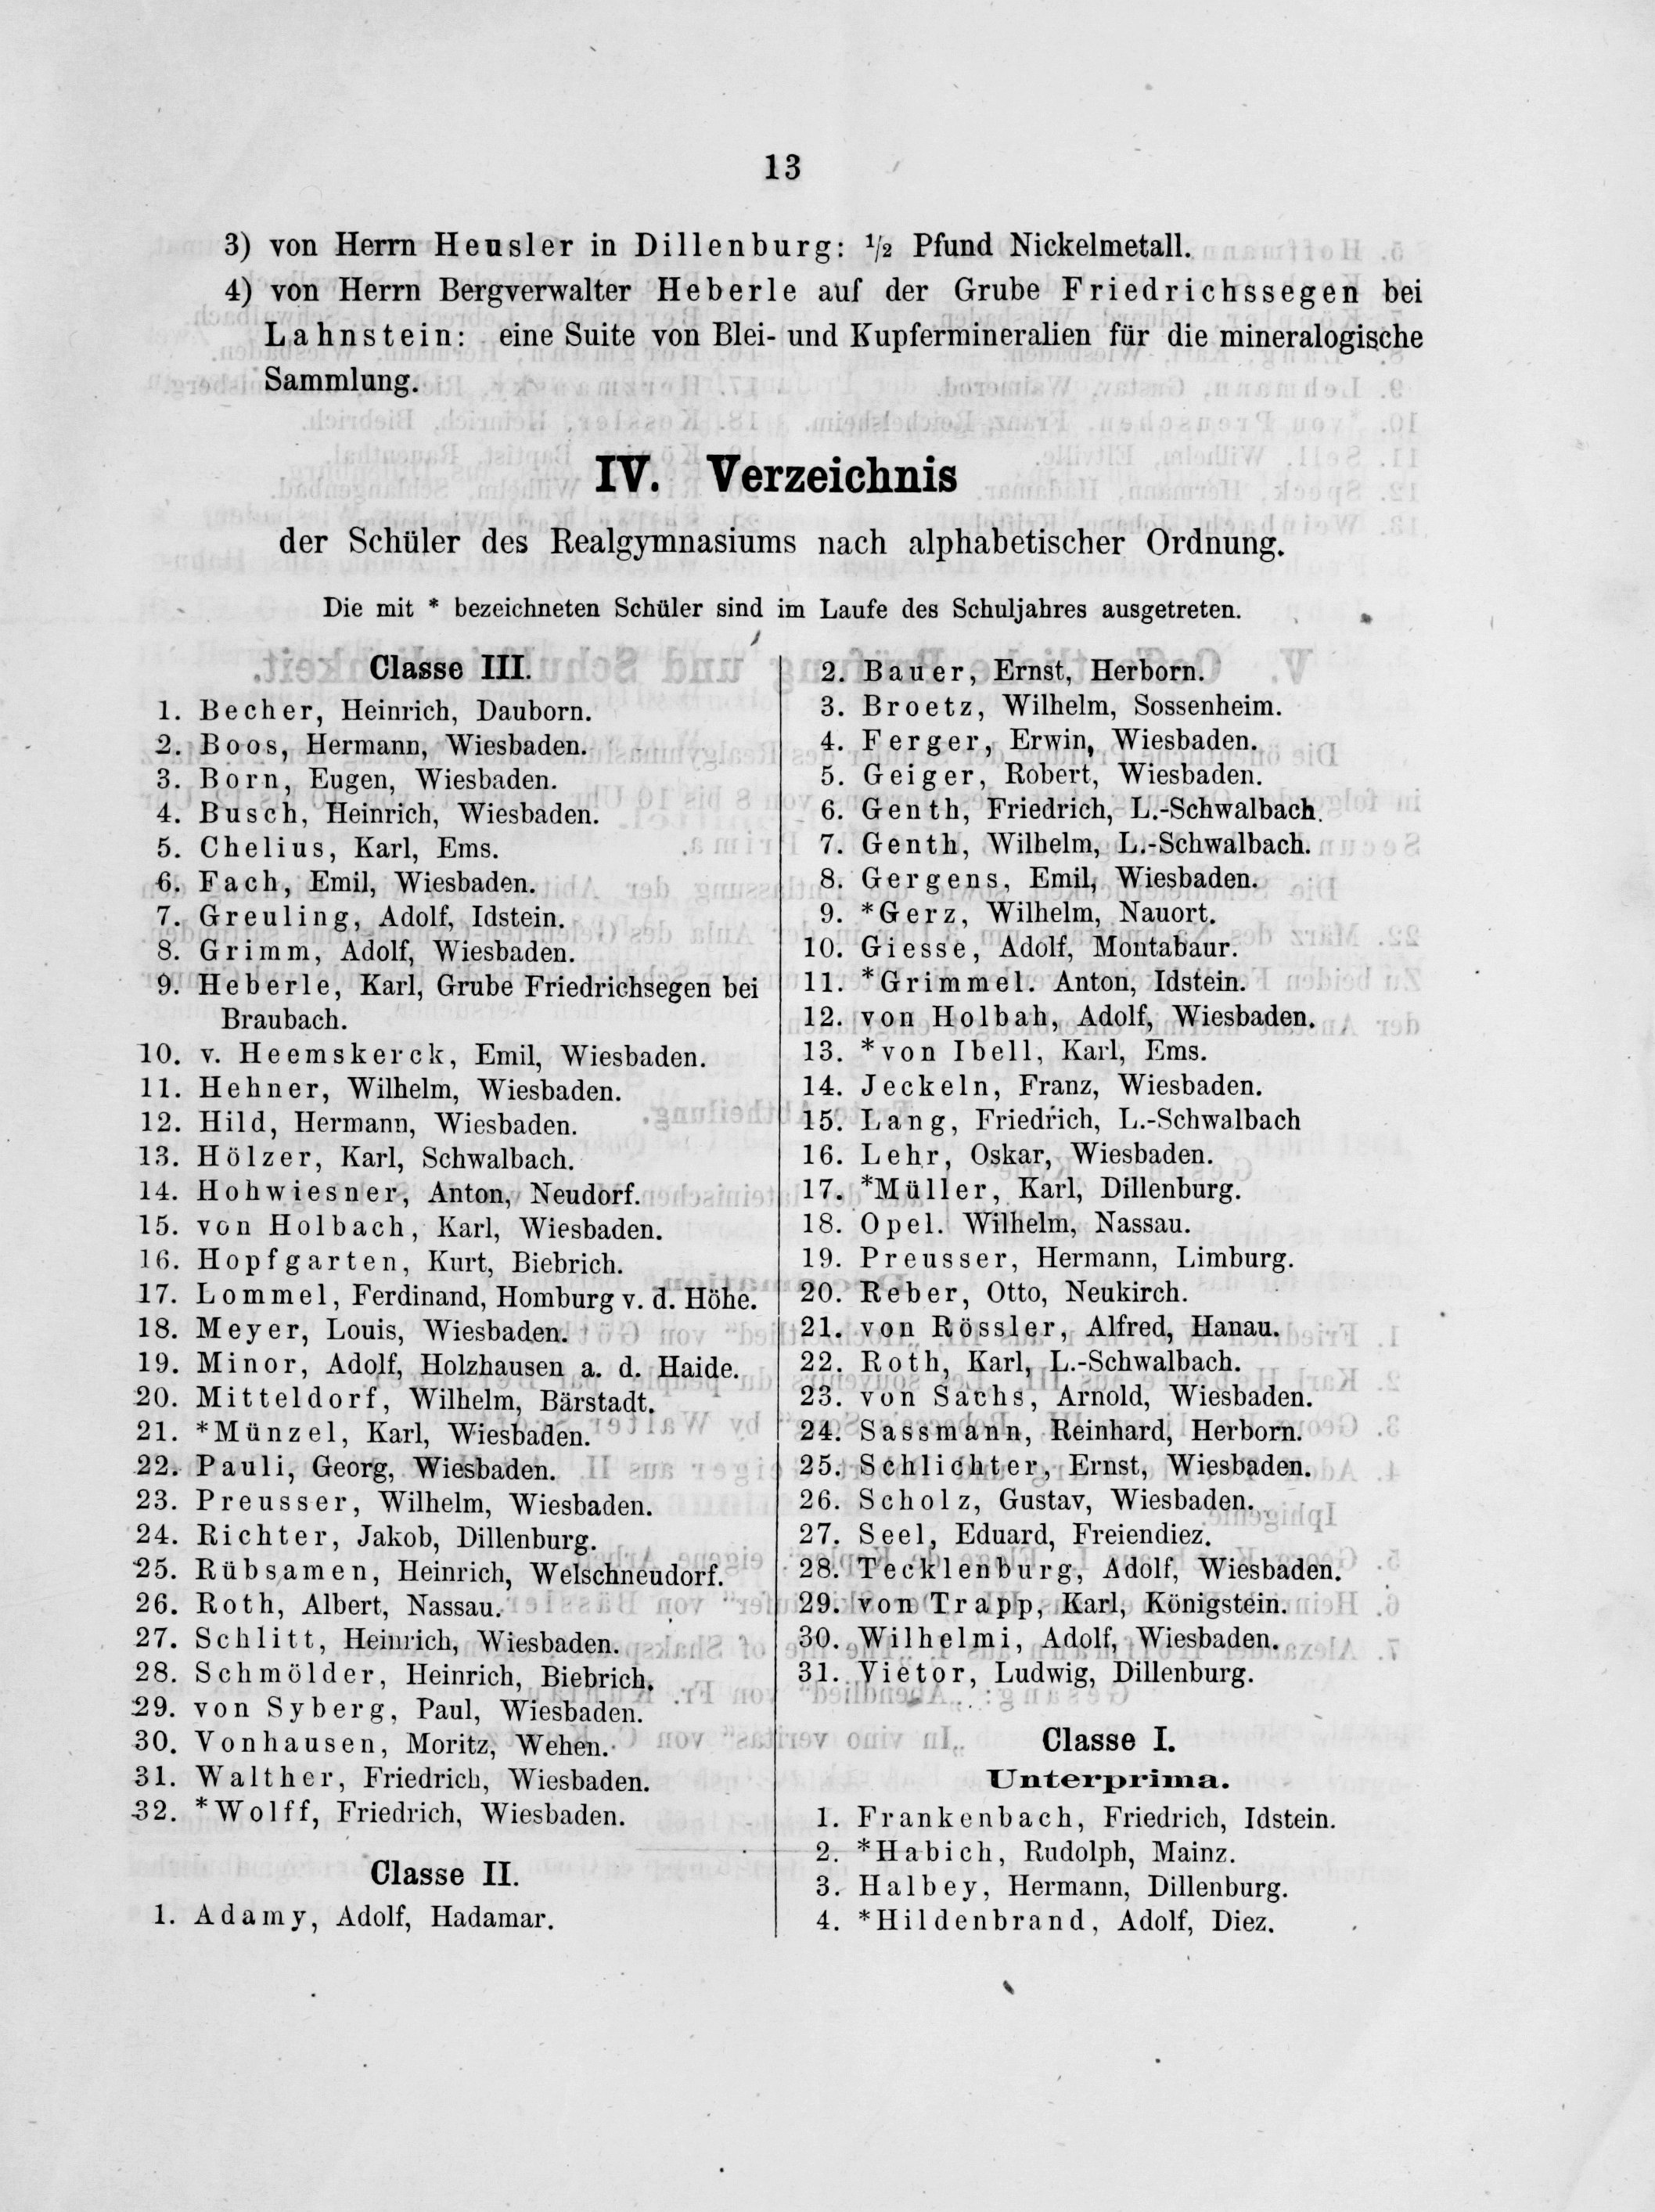 13
3) von Herrn Heusler in Dillenburg: 1/2 Pfund Nickelmetall.
4) von Herrn Bergverwalter Heberle auf der Grube Friedrichssegen bei
Lahnstein: eine Suite von Blei- und Kupfermineralien für die mineralogische
Sammlung.
IV. Verzeichnis
der Schüler des Realgymnasiums nach alphabetischer Ordnung.
Die mit * bezeichneten Schüler sind im Laufe des Schuljahres ausgetreten.
Classe III.
1. Becher, Heinrich, Dauborn.
2. Boos, Hermann, Wiesbaden.
3. Born, Eugen, Wiesbaden.
4. Busch, Heinrich, Wiesbaden.
5. Chelius, Karl, Ems.
6. Fach, Emil, Wiesbaden.
7. Greuling, Adolf, Idstein.
8. Grimm, Adolf, Wiesbaden.
9. Heberle, Karl, Grube Friedrichsegen bei
Braubach.
10. v. Heemskerck, Emil, Wiesbaden.
11. Hehner, Wilhelm, Wiesbaden.
12. Hild, Hermann, Wiesbaden.
13. Hölzer, Karl, Schwalbach.
14. Hohwiesner, Anton, Neudorf.
15. von Holbach, Karl, Wiesbaden.
16. Hopfgarten, Kurt, Biebrich.
17. Lommel, Ferdinand, Homburg v. d. Höhe.
18. Meyer, Louis, Wiesbaden.
19. Minor, Adolf, Holzhausen a. d. Haide.
20. Mitteldorf, Wilhelm, Bärstadt.
21. *Münzel, Karl, Wiesbaden.
22. Pauli, Georg, Wiesbaden.
23. Preusser, Wilhelm, Wiesbaden.
24. Richter, Jakob, Dillenburg.
25. Rübsamen, Heinrich, Welschneudorf.
26. Roth, Albert, Nassau.
27. Schlitt, Heinrich, Wiesbaden.
28. Schmölder, Heinrich, Biebrich.
29. von Syberg, Paul, Wiesbaden.
30. Vonhausen, Moritz, Wehen.
31. Walther, Friedrich, Wiesbaden.
32. *Wolff, Friedrich, Wiesbaden.
Classe II.
1. Adamy, Adolf, Hadamar.
2. Bauer, Ernst, Herborn.
3. Broetz, Wilhelm, Sossenheim.
4. Ferger, Erwin, Wiesbaden.
5. Geiger, Robert, Wiesbaden.
6. Genth, Friedrich, L.-Schwalbach.
7. Genth, Wilhelm, L.-Schwalbach.
8. Gergens, Emil, Wiesbaden.
9. *Gerz, Wilhelm, Nauort.
10. Giesse, Adolf, Montabaur.
11. *Grimmel. Anton, Idstein.
12. von Holbah, Adolf, Wiesbaden.
13. *von Ibell, Karl, Ems.
14. Jeckeln, Franz, Wiesbaden.
15. Lang, Friedrich, L.-Schwalbach
16. Lehr, Oskar, Wiesbaden.
17. *Müller, Karl, Dillenburg.
18. Opel. Wilhelm, Nassau.
19. Preusser, Hermann, Limburg.
20. Reber, Otto, Neukirch.
21. von Rössler, Alfred, Hanau.
22. Roth, Karl, L.-Schwalbach.
23. von Sachs, Arnold, Wiesbaden.
24. Sassmann, Reinhard, Herborn.
25. Schlichter, Ernst, Wiesbaden.
26. Scholz, Gustav, Wiesbaden.
27. Seel, Eduard, Freiendiez.
28. Tecklenburg, Adolf, Wiesbaden.
29. von Trapp, Karl, Königstein.
30. Wilhelmi, Adolf, Wiesbaden.
31. Vietor, Ludwig, Dillenburg.
Classe I.
Unterprima.
1. Frankenbach, Friedrich, Idstein.
2. *Habich, Rudolph, Mainz.
3. Halbey, Hermann, Dillenburg.
4. *Hildenbrand, Adolf, Diez.